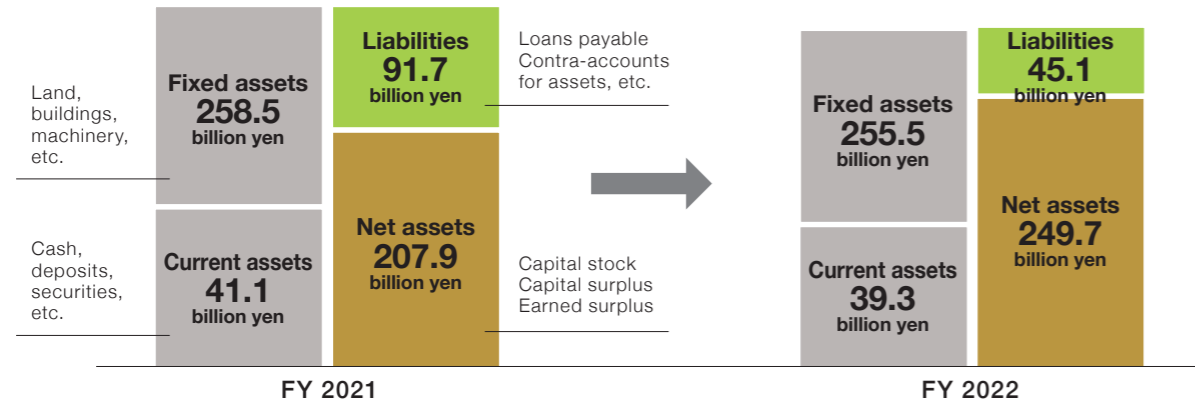 Land,
buildings,
machinery,
etc.
Fixed assets
258.5
billion yen
Liabilities
91.7
billion yen
Loans payable
Contra-accounts
for assets, etc.
Cash,
deposits,
securities,
etc.
Current assets
41.1
billion yen
Net assets
207.9
billion yen
Capital stock
Capital surplus
Earned surplus
FY 2021
Fixed assets
255.5
billion yen
Liabilities
45.1
billion yen
Current assets
39.3
billion yen
Net assets
249.7
billion yen
FY 2022